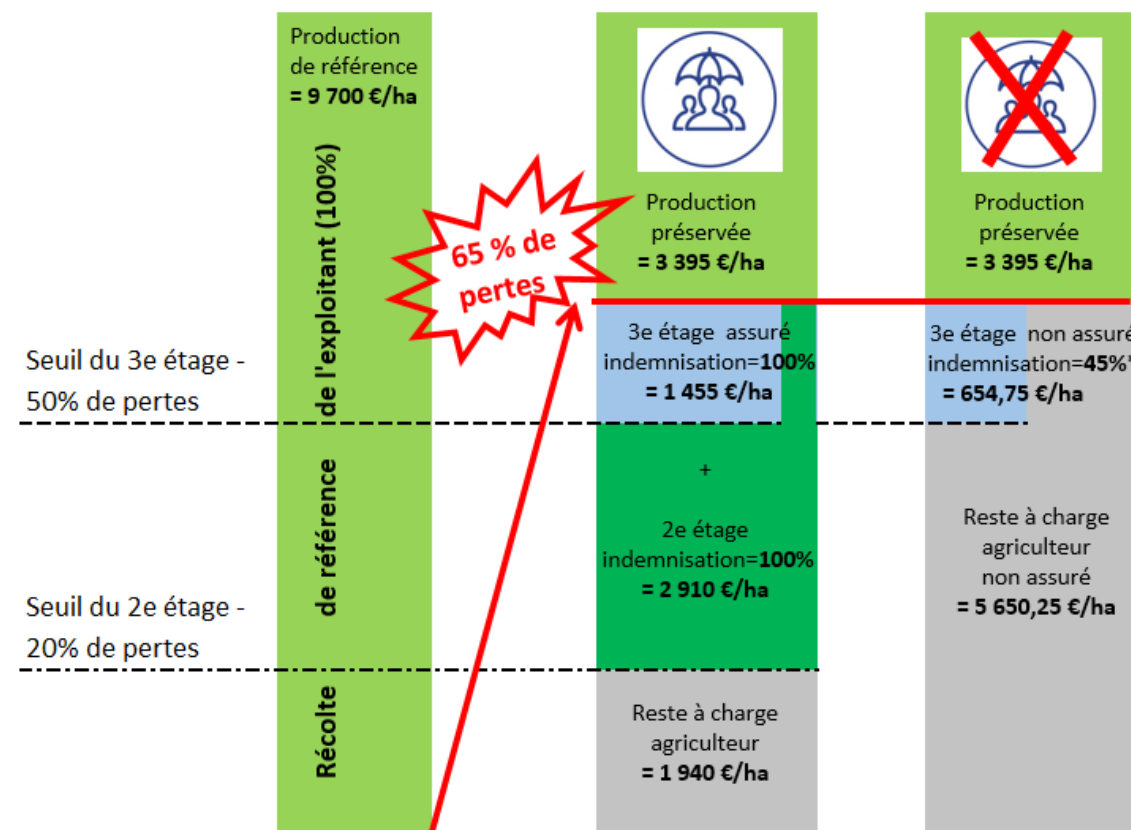 Production
de référence
= 9 700 €/ha
Récolte de référence de l'exploitant (100%)
65 % de
pertes
Seuil du 3e étage -
50% de pertes
Seuil du 2e étage -
20% de pertes
Production
préservée
= 3 395 €/ha
3e étage assuré
indemnisation=100%
= 1 455 €/ha
+
2e étage
indemnisation=100%
= 2 910 €/ha
Reste à charge
agriculteur
= 1 940 €/ha
Production
préservée
= 3 395 €/ha
3e étage non assuré
indemnisation=45%*
= 654,75 €/ha
Reste à charge
agriculteur
non assuré
= 5 650,25 €/ha